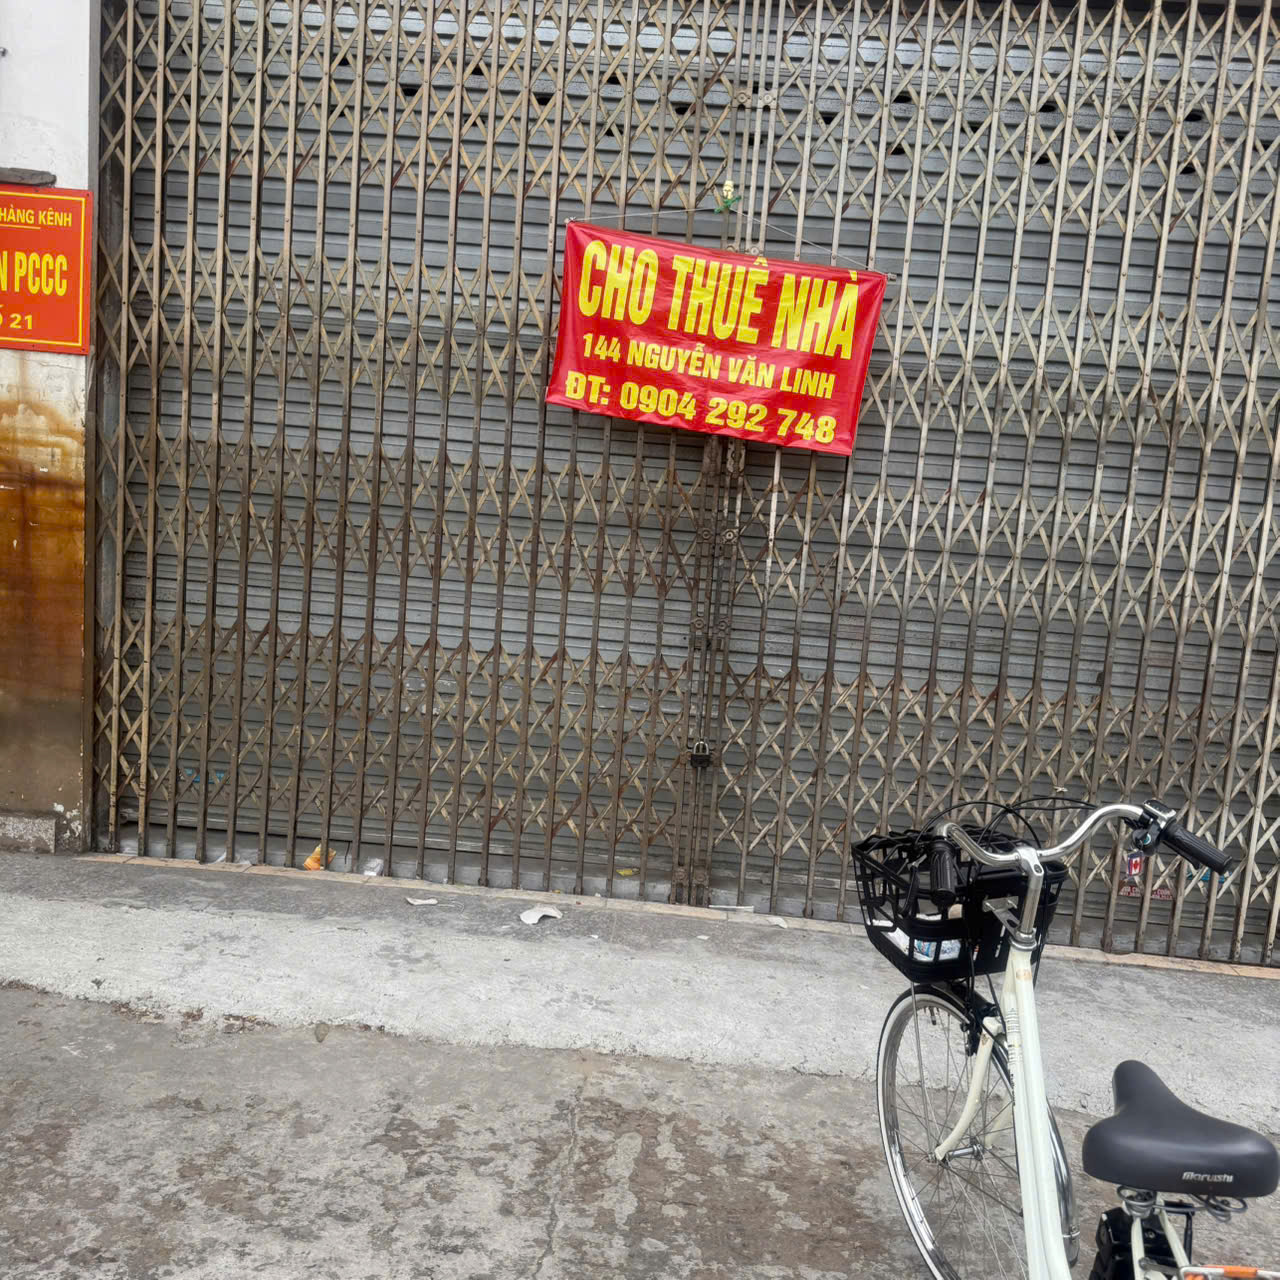 HÀNG KÊNH
N PCCC
21
CHO THUÊ NHÀ
144 NGUYỄN VĂN LINH
ĐT: 0904 292 748
maruishi